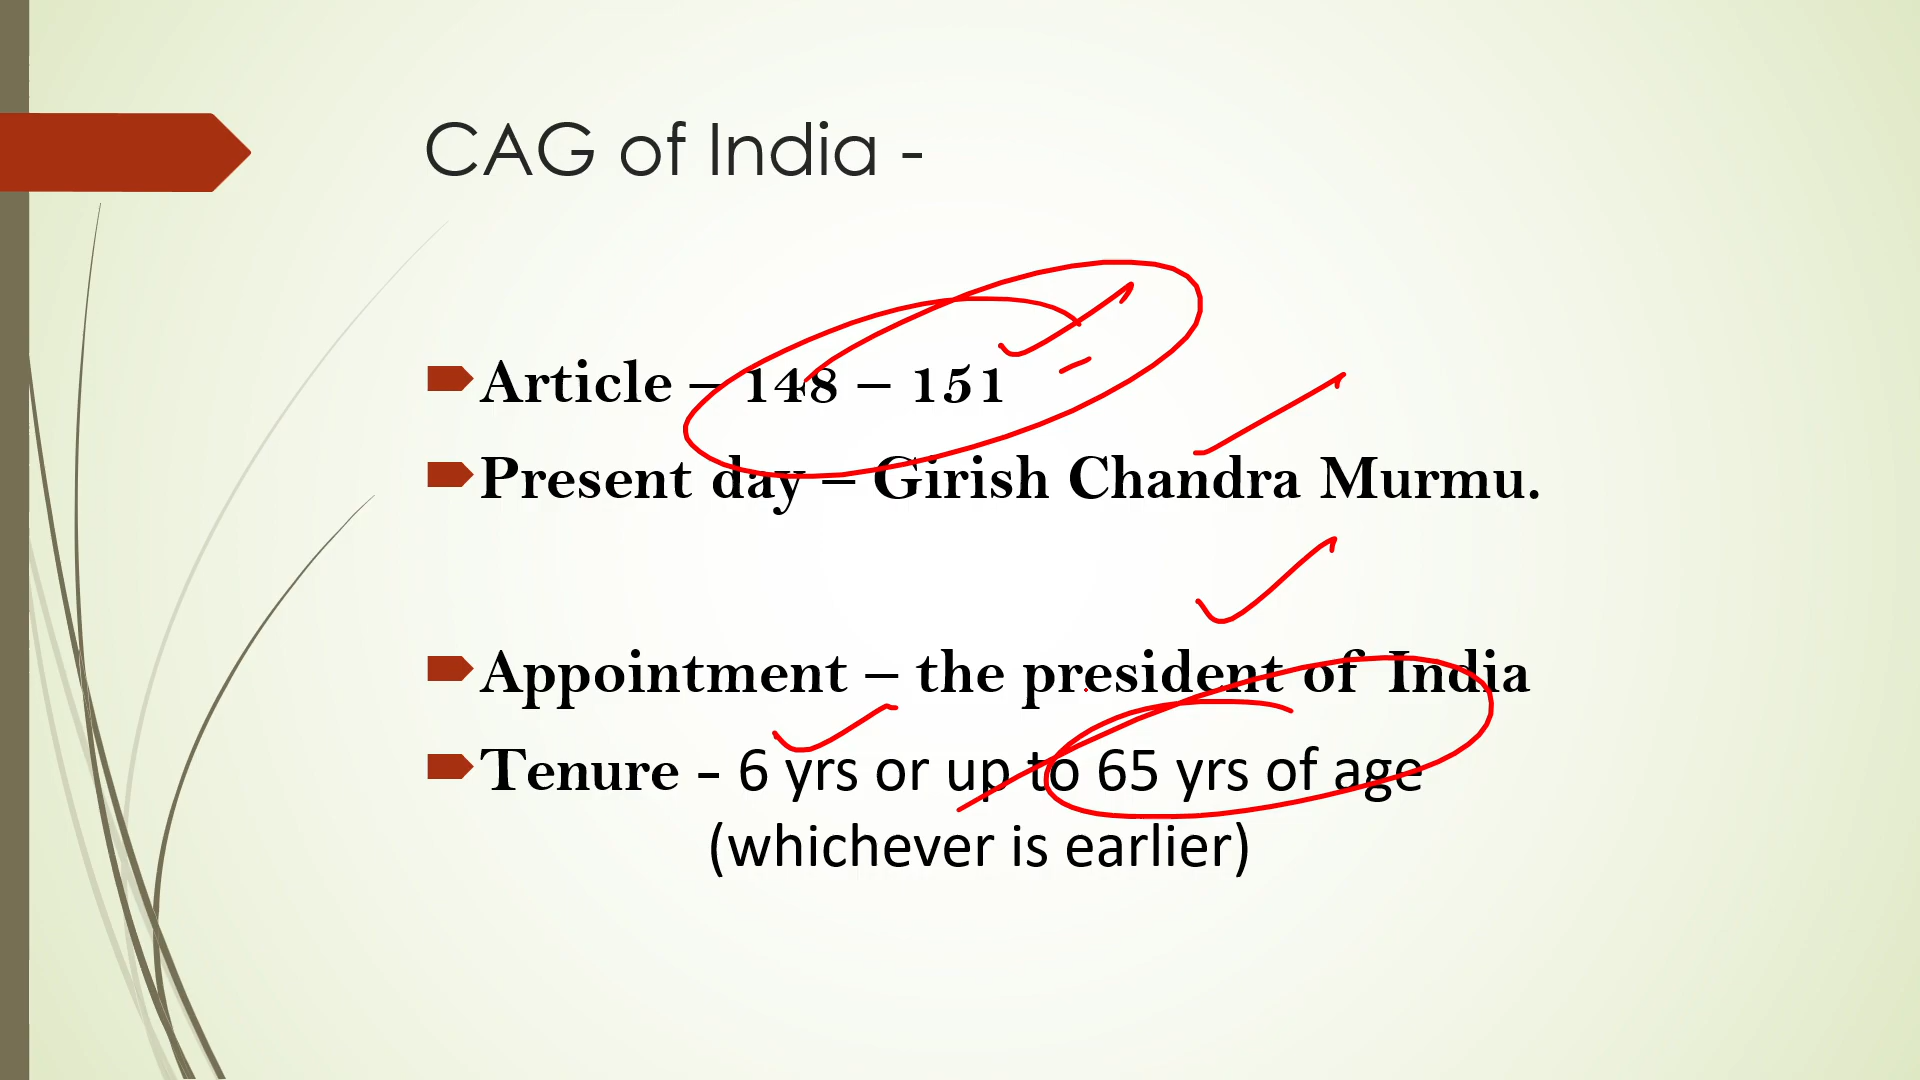 CAG of India -
Article – 148 – 151
Present day – Girish Chandra Murmu.
Appointment – the president of India
Tenure – 6 yrs or up to 65 yrs of age
(whichever is earlier)